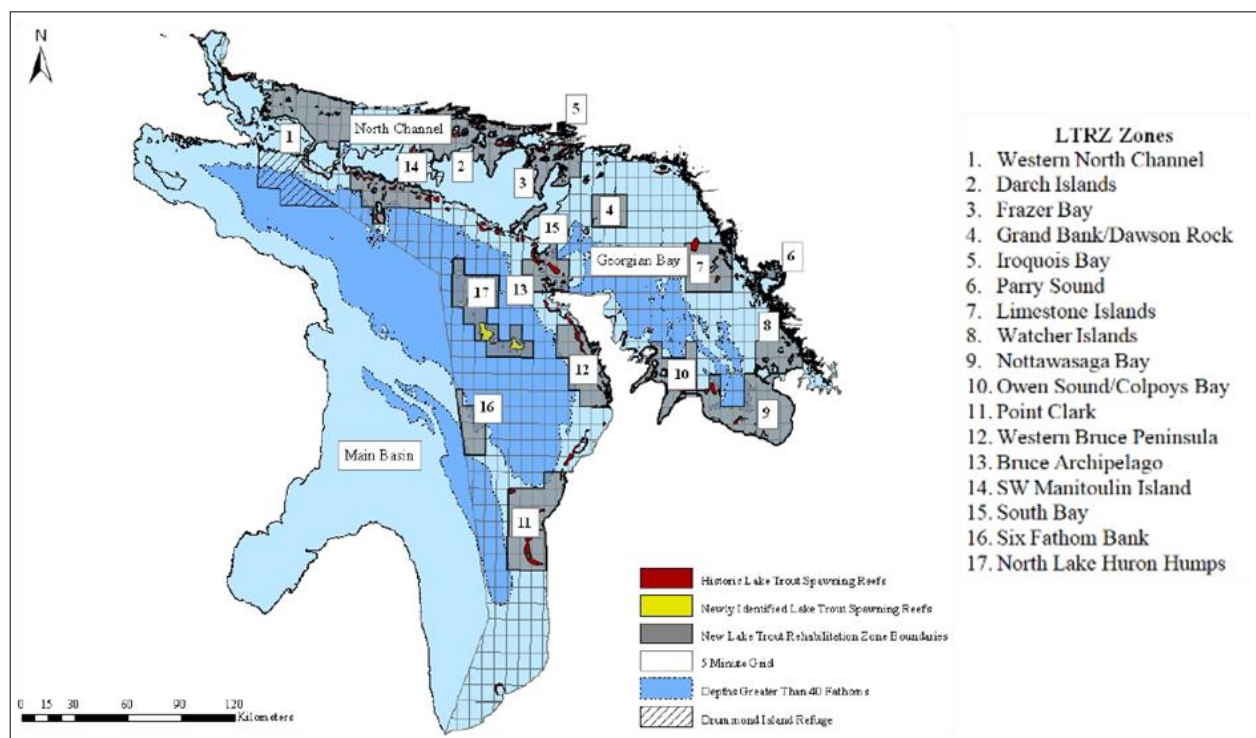 N
5
1
North Channel
14
2
3
4
15
Georgian Bay
7
6
13
17
8
12
10
9
16
Main Basin
11
Historic Lake Trout Spawning Reefs
Newly Identified Lake Trout Spawning Reefs
New Lake Trout Rehabilitation Zone Boundaries
5 Minute Grid
Depths Greater Than 40 Fathoms
Drummond Island Refuge
0 15 30 60 90 120
Kilometers
LTRZ Zones
1. Western North Channel
2. Darch Islands
3. Frazer Bay
4. Grand Bank/Dawson Rock
5. Iroquois Bay
6. Parry Sound
7. Limestone Islands
8. Watcher Islands
9. Nottawasaga Bay
10. Owen Sound/Colpoys Bay
11. Point Clark
12. Western Bruce Peninsula
13. Bruce Archipelago
14. SW Manitoulin Island
15. South Bay
16. Six Fathom Bank
17. North Lake Huron Humps